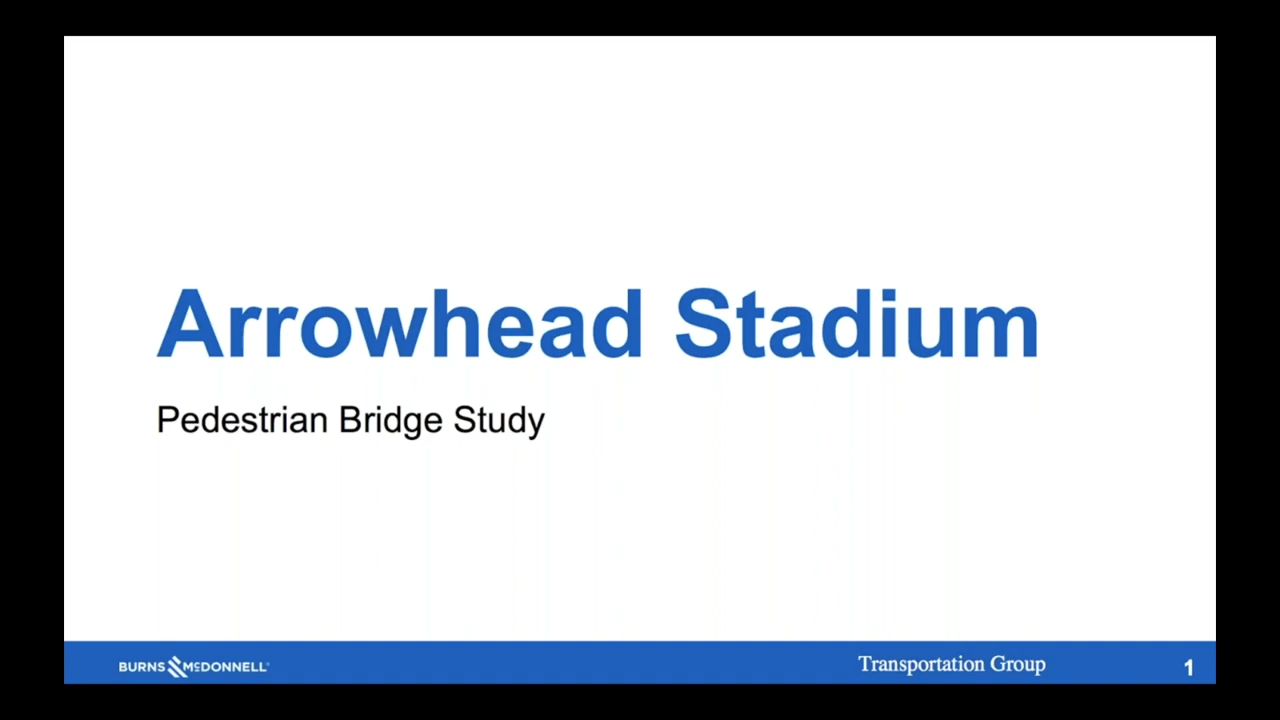 Arrowhead Stadium
Pedestrian Bridge Study
BURNS McDONNELL
Transportation Group
1